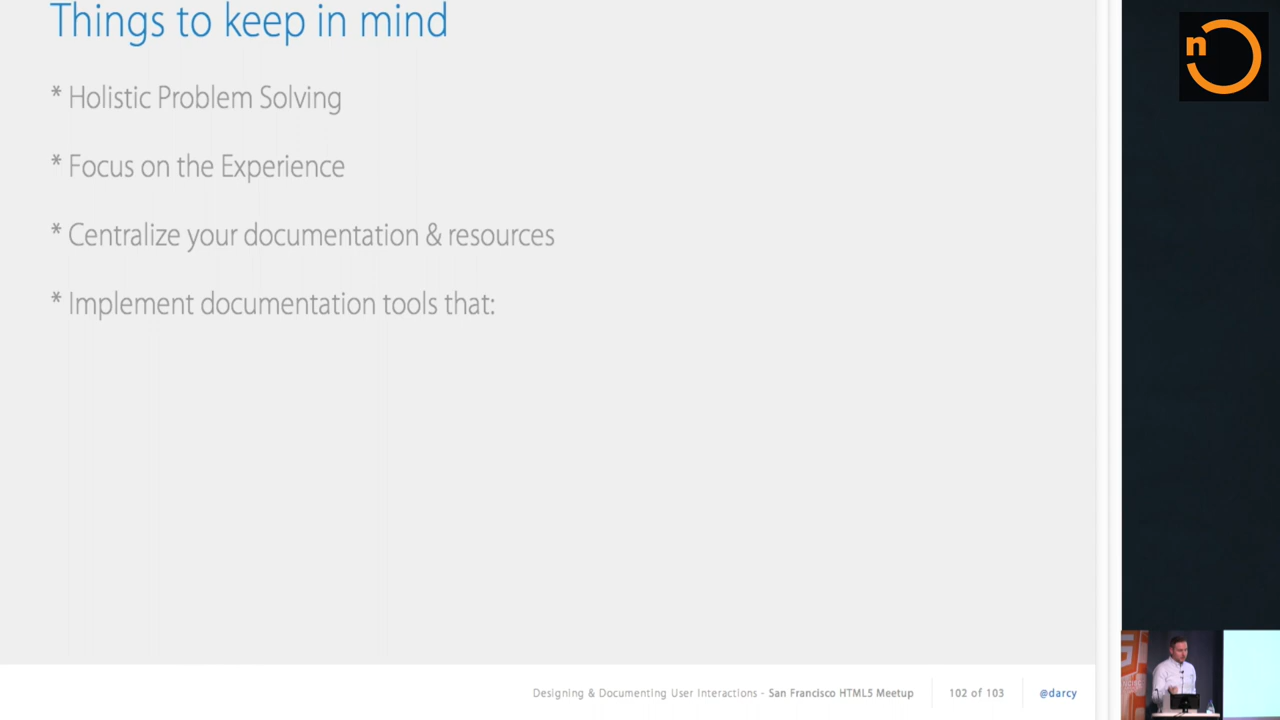 Things to keep in mind
* Holistic Problem Solving
* Focus on the Experience
* Centralize your documentation & resources
* Implement documentation tools that:
Designing & Documenting User Interactions - San Francisco HTML5 Meetup
102 of 103
@darcy
n